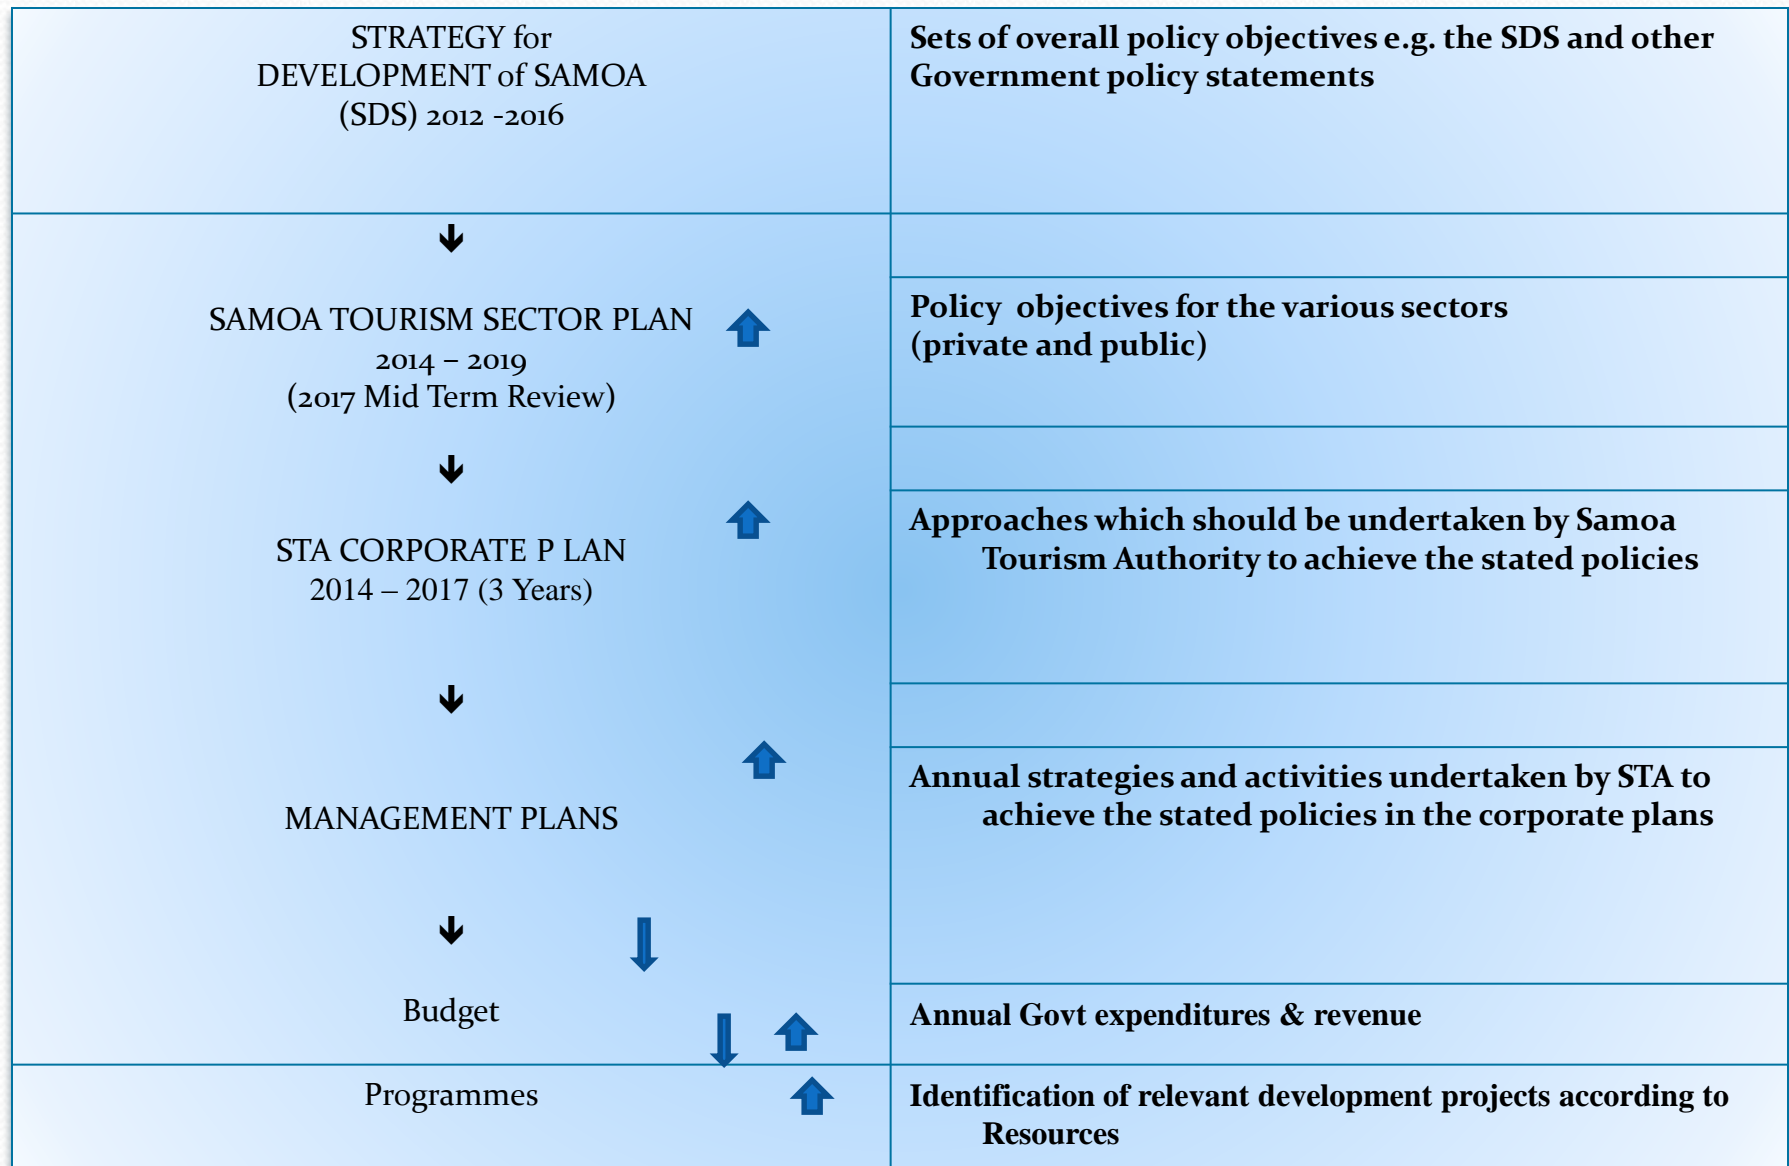 STRATEGY for
DEVELOPMENT of SAMOA
(SDS) 2012 -2016
Sets of overall policy objectives e.g. the SDS and other
Government policy statements
SAMOA TOURISM SECTOR PLAN
2014 – 2019
(2017 Mid Term Review)
Policy  objectives for the various sectors
(private and public)
STA CORPORATE P LAN
2014 – 2017 (3 Years)
Approaches which should be undertaken by Samoa
Tourism Authority to achieve the stated policies
MANAGEMENT PLANS
Annual strategies and activities undertaken by STA to
achieve the stated policies in the corporate plans
Budget
Annual Govt expenditures & revenue
Programmes
Identification of relevant development projects according to
Resources